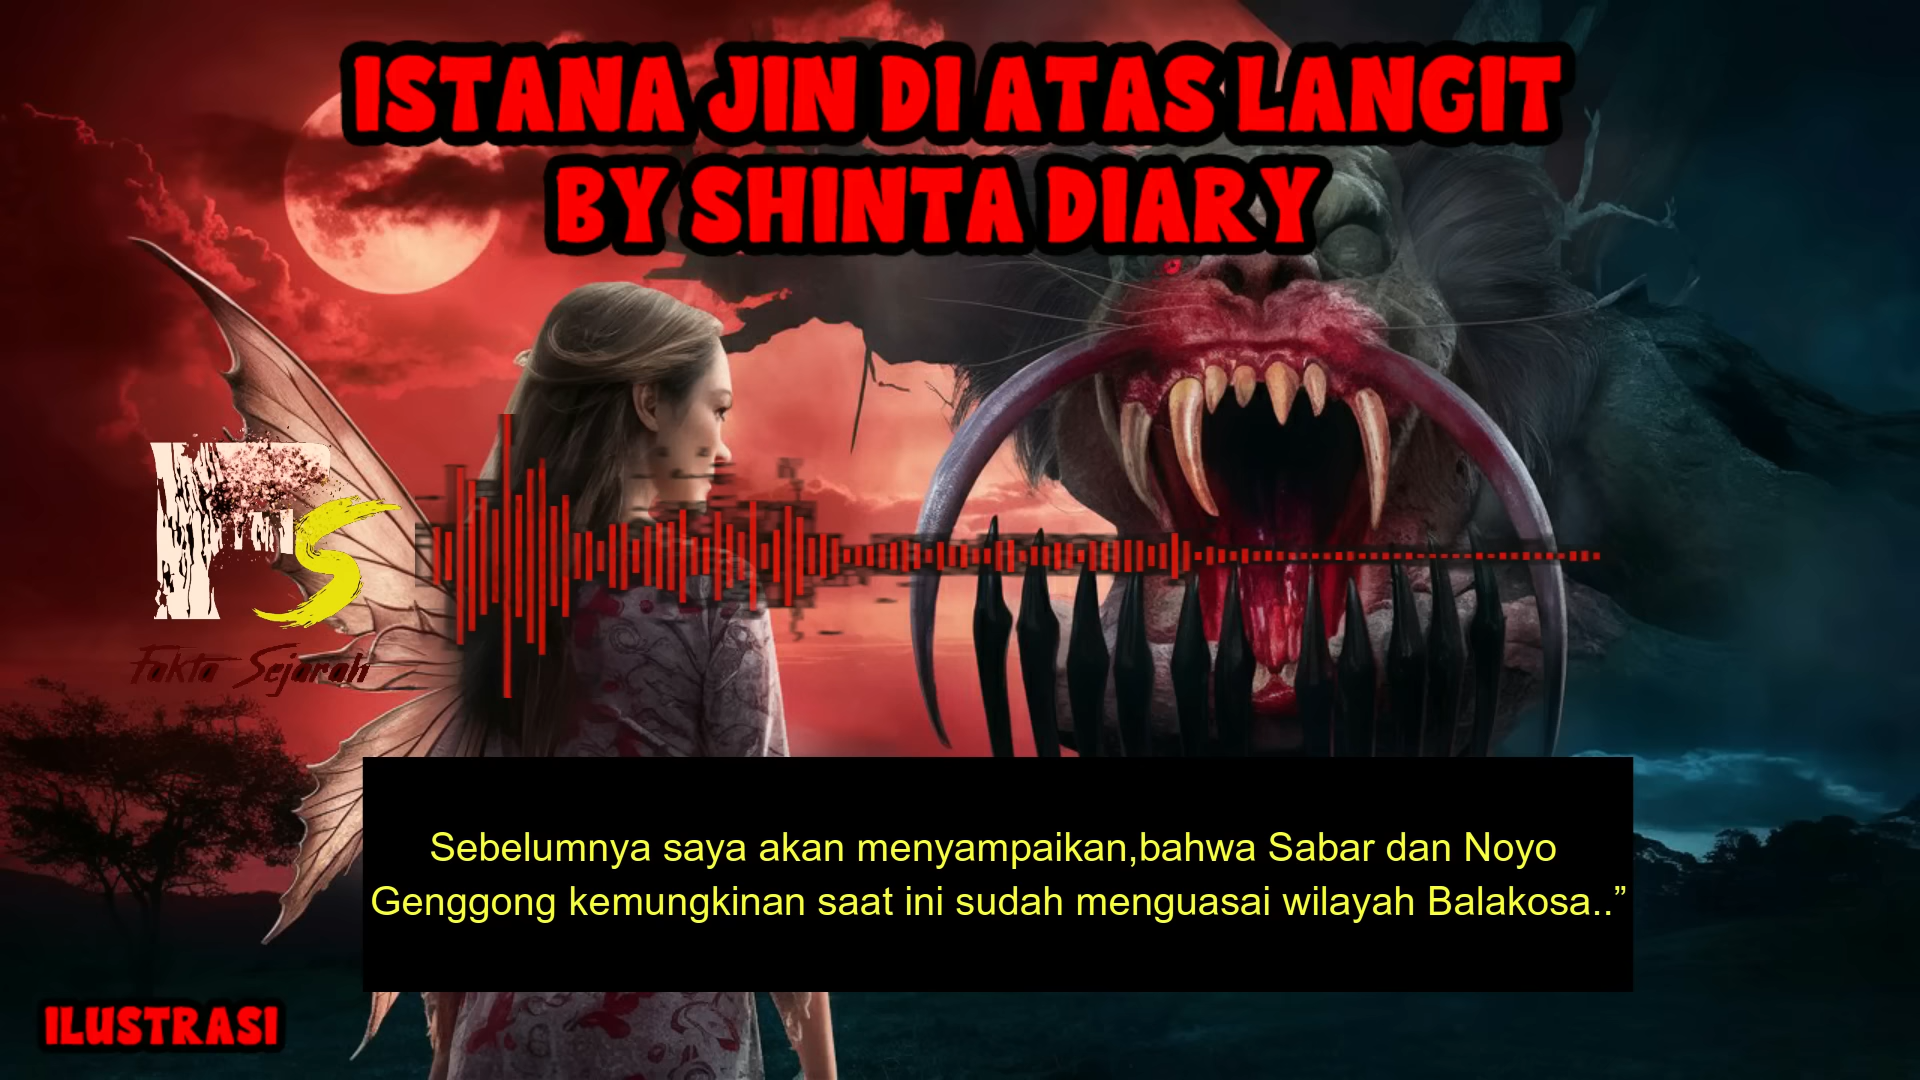 ISTANA JIN DI ATAS LANGIT
BY SHINTA DIARY
FS
Fakta Sejarah
Sebelumnya saya akan menyampaikan,bahwa Sabar dan Noyo
Genggong kemungkinan saat ini sudah menguasai wilayah Balakosa..”
ILUSTRASI